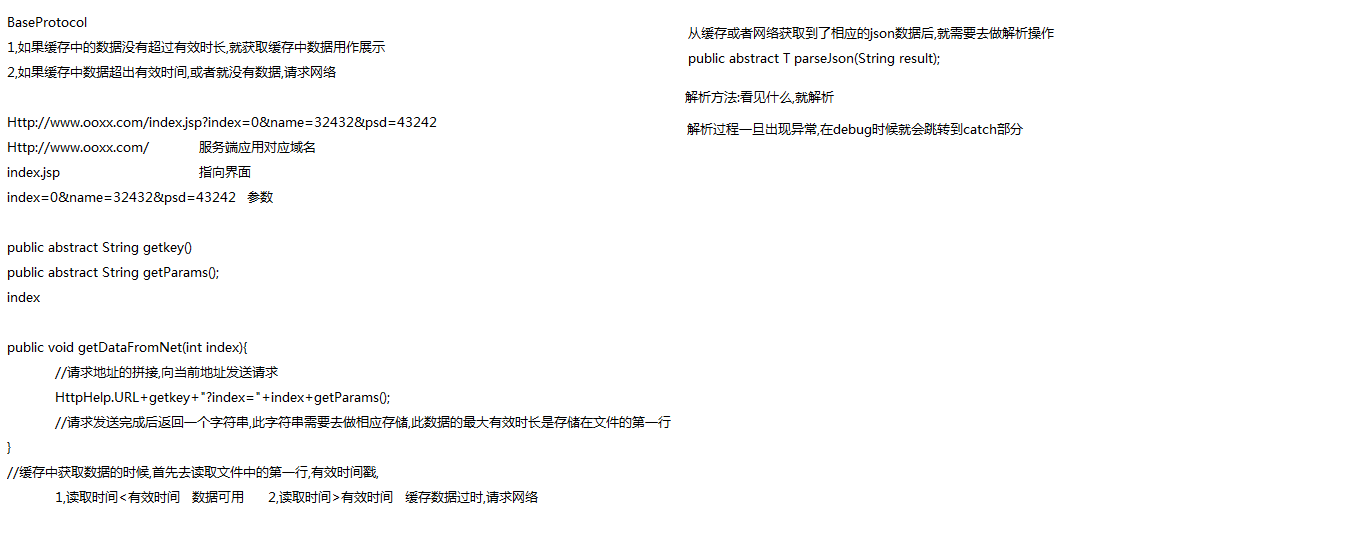 BaseProtocol
1,如果缓存中的数据没有超过有效时长,就获取缓存中数据用作展示
2,如果缓存中数据超出有效时间,或者就没有数据,请求网络
Http://www.ooxx.com/index.jsp?index=0&name=32432&psd=43242
Http://www.ooxx.com/ 服务端应用对应域名
index.jsp 指向界面
index=0&name=32432&psd=43242 参数
public abstract String getkey()
public abstract String getParams();
index
public void getDataFromNet(int index){
//请求地址的拼接,向当前地址发送请求
HttpHelp.URL+getkey+"?index="+index+getParams();
//请求发送完成后返回一个字符串,此字符串需要去做相应存储,此数据的最大有效时长是存储在文件的第一行
}
//缓存中获取数据的时候,首先去读取文件中的第一行,有效时间戳,
1,读取时间<有效时间 数据可用 2,读取时间>有效时间 缓存数据过时,请求网络
从缓存或者网络获取到了相应的json数据后,就需要去做解析操作
public abstract T parseJson(String result);
解析方法:看见什么,就解析
解析过程一旦出现异常,在debug时候就会跳转到catch部分